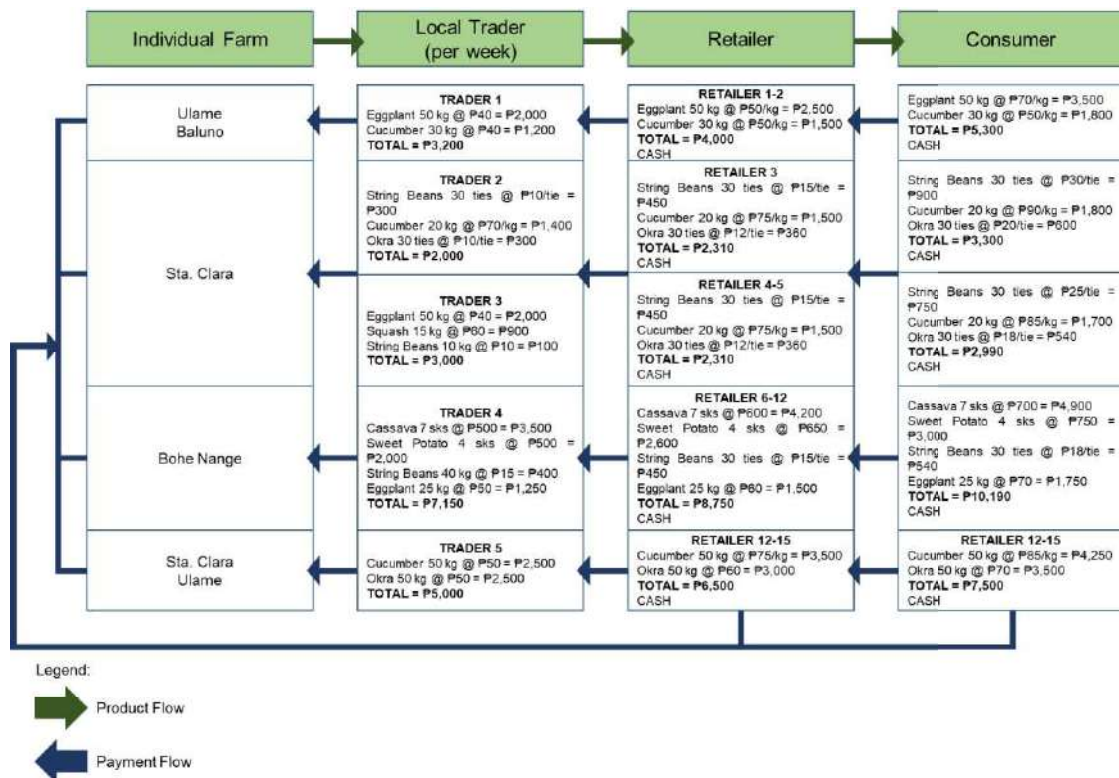 Individual Farm
Local Trader
(per week)
Retailer
Consumer
Ulame
Baluno
TRADER 1
Eggplant 50 kg @ ₱40 = ₱2,000
Cucumber 30 kg @ ₱40 = ₱1,200
TOTAL = ₱3,200
RETAILER 1-2
Eggplant 50 kg @ ₱50/kg = ₱2,500
Cucumber 30 kg @ ₱50/kg = ₱1,500
TOTAL = ₱4,000
CASH
Eggplant 50 kg @ ₱70/kg = ₱3,500
Cucumber 30 kg @ ₱50/kg = ₱1,800
TOTAL = ₱5,300
CASH
Sta. Clara
TRADER 2
String Beans 30 ties @ ₱10/tie =
₱300
Cucumber 20 kg @ ₱70/kg = ₱1,400
Okra 30 ties @ ₱10/tie = ₱300
TOTAL = ₱2,000
RETAILER 3
String Beans 30 ties @ ₱15/tie =
₱450
Cucumber 20 kg @ ₱75/kg = ₱1,500
Okra 30 ties @ ₱12/tie = ₱360
TOTAL = ₱2,310
CASH
String Beans 30 ties @ ₱30/tie =
₱900
Cucumber 20 kg @ ₱90/kg = ₱1,800
Okra 30 ties @ ₱20/tie = ₱600
TOTAL = ₱3,300
CASH
TRADER 3
Eggplant 50 kg @ ₱40 = ₱2,000
Squash 15 kg @ ₱60 = ₱900
String Beans 10 kg @ ₱10 = ₱100
TOTAL = ₱3,000
RETAILER 4-5
String Beans 30 ties @ ₱15/tie =
₱450
Cucumber 20 kg @ ₱75/kg = ₱1,500
Okra 30 ties @ ₱12/tie = ₱360
TOTAL = ₱2,310
CASH
String Beans 30 ties @ ₱25/tie =
₱750
Cucumber 20 kg @ ₱85/kg = ₱1,700
Okra 30 ties @ ₱18/tie = ₱540
TOTAL = ₱2,990
CASH
Bohe Nange
TRADER 4
Cassava 7 sks @ ₱500 = ₱3,500
Sweet Potato 4 sks @ ₱500 =
₱2,000
String Beans 40 kg @ ₱15 = ₱400
Eggplant 25 kg @ ₱50 = ₱1,250
TOTAL = ₱7,150
RETAILER 6-12
Cassava 7 sks @ ₱600 = ₱4,200
Sweet Potato 4 sks @ ₱650 =
₱2,600
String Beans 30 ties @ ₱15/tie =
₱450
Eggplant 25 kg @ ₱60 = ₱1,500
TOTAL = ₱8,750
CASH
Cassava 7 sks @ ₱700 = ₱4,900
Sweet Potato 4 sks @ ₱750 =
₱3,000
String Beans 30 ties @ ₱18/tie =
₱540
Eggplant 25 kg @ ₱70 = ₱1,750
TOTAL = ₱10,190
CASH
Sta. Clara
Ulame
TRADER 5
Cucumber 50 kg @ ₱50 = ₱2,500
Okra 50 kg @ ₱50 = ₱2,500
TOTAL = ₱5,000
RETAILER 12-15
Cucumber 50 kg @ ₱75/kg = ₱3,500
Okra 50 kg @ ₱60 = ₱3,000
TOTAL = ₱6,500
CASH
RETAILER 12-15
Cucumber 50 kg @ ₱85/kg = ₱4,250
Okra 50 kg @ ₱70 = ₱3,500
TOTAL = ₱7,500
CASH
Legend:
Product Flow
Payment Flow